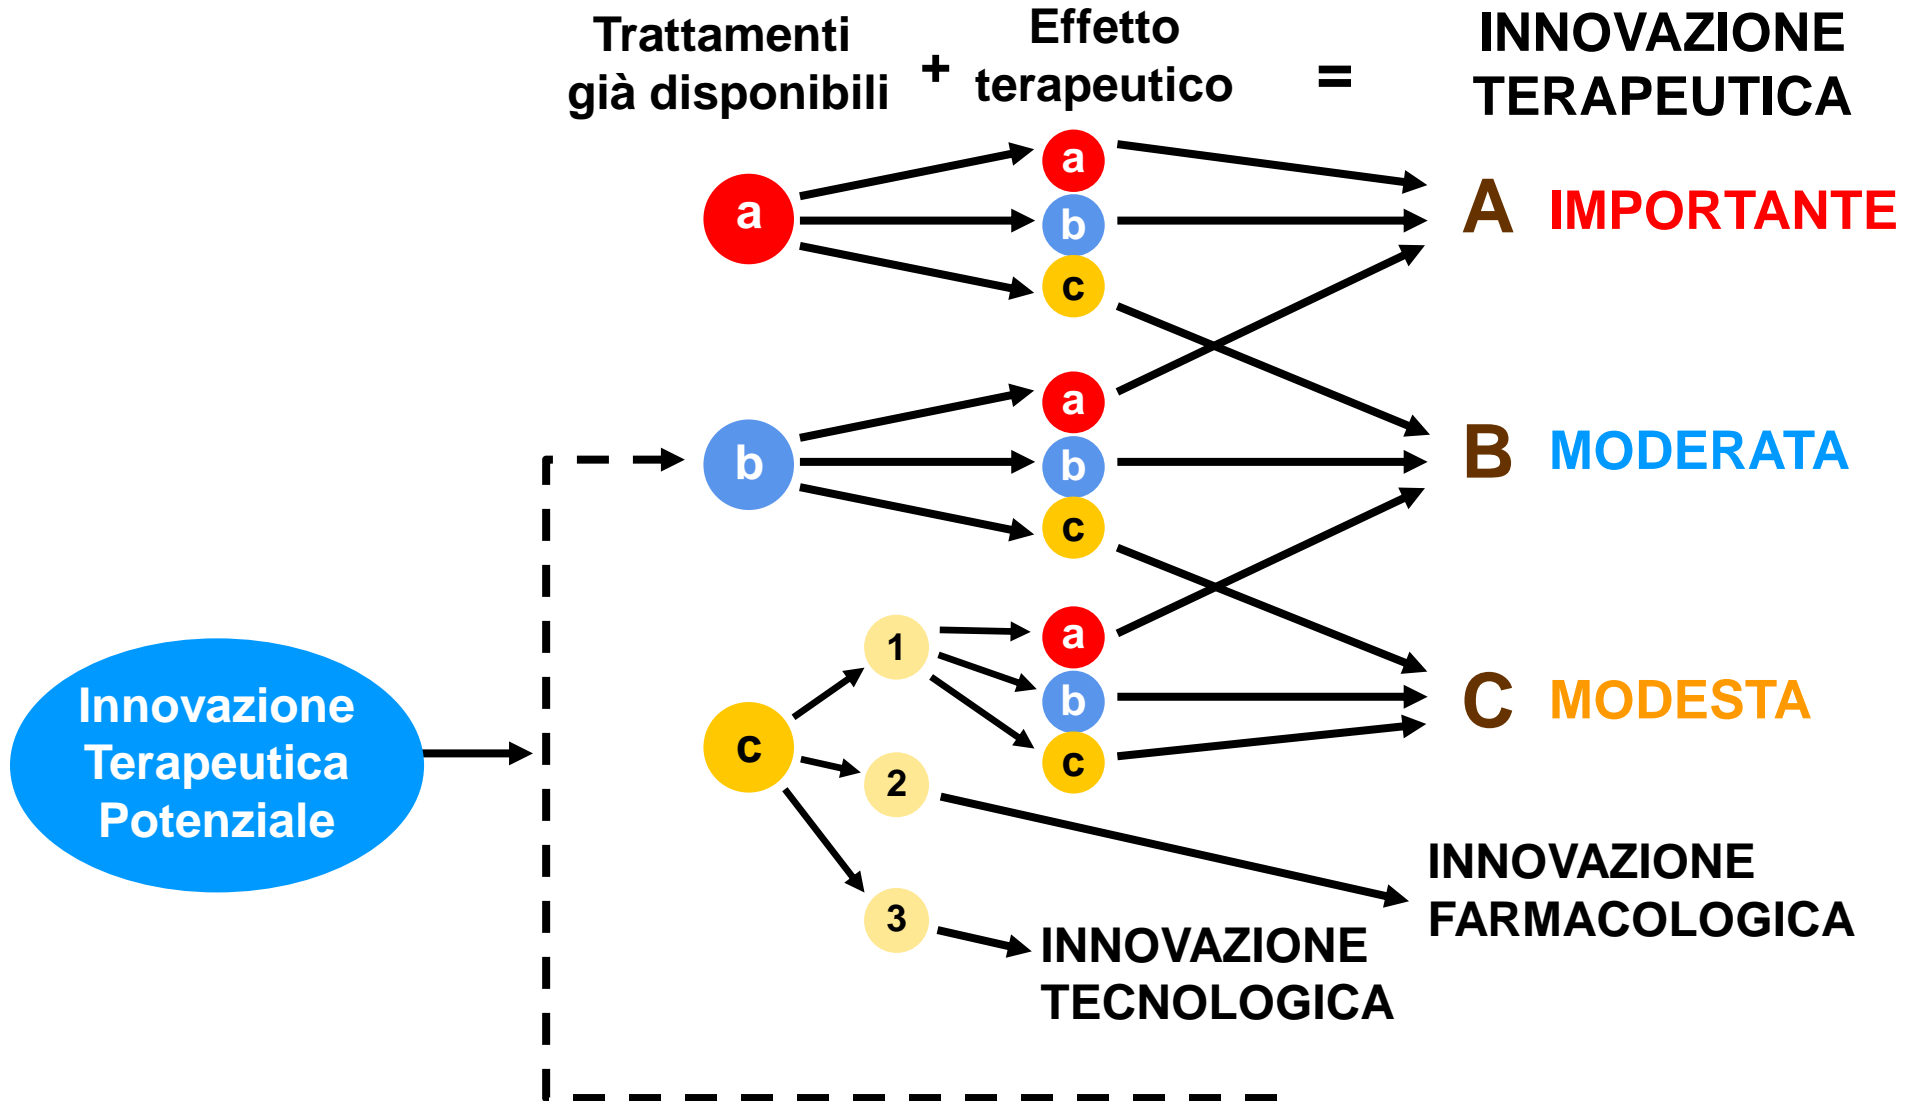 Trattamenti
già disponibili
+
Effetto
terapeutico
=
INNOVAZIONE
TERAPEUTICA
a
a
b
c
A IMPORTANTE
b
a
b
c
B MODERATA
Innovazione
Terapeutica
Potenziale
c
1
2
3
a
b
c
C MODESTA
INNOVAZIONE
FARMACOLOGICA
INNOVAZIONE
TECNOLOGICA